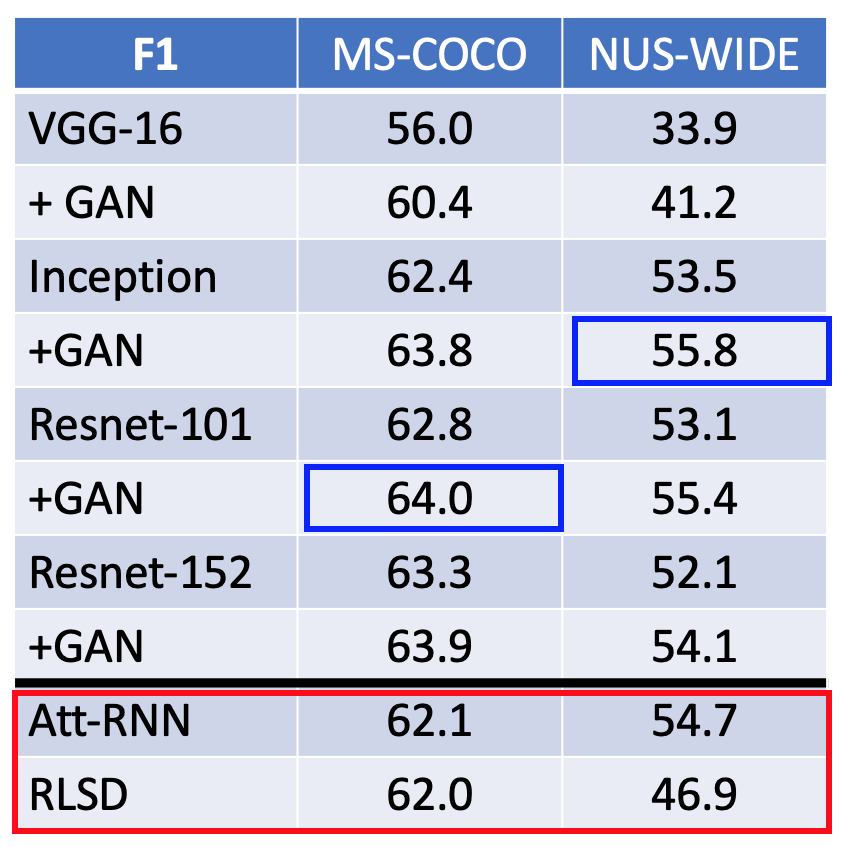 F1 MS-COCO NUS-WIDE
VGG-16 56.0 33.9
+ GAN 60.4 41.2
Inception 62.4 53.5
+GAN 63.8 55.8
Resnet-101 62.8 53.1
+GAN 64.0 55.4
Resnet-152 63.3 52.1
+GAN 63.9 54.1
Att-RNN 62.1 54.7
RLSD 62.0 46.9